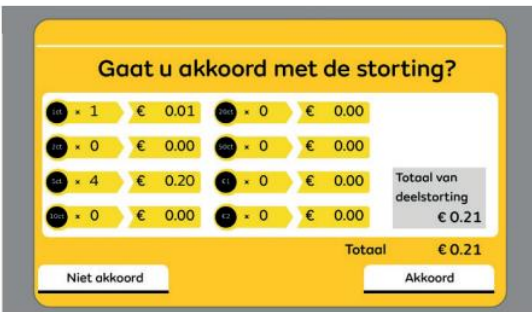 Gaat u akkoord met de storting?
1ct × 1 € 0.01 20ct × 0 € 0.00
2ct × 0 € 0.00 50ct × 0 € 0.00
5ct × 4 € 0.20 €1 × 0 € 0.00
10ct × 0 € 0.00 €2 × 0 € 0.00
Totaal van
deelstorting
€ 0.21
Totaal € 0.21
Niet akkoord Akkoord